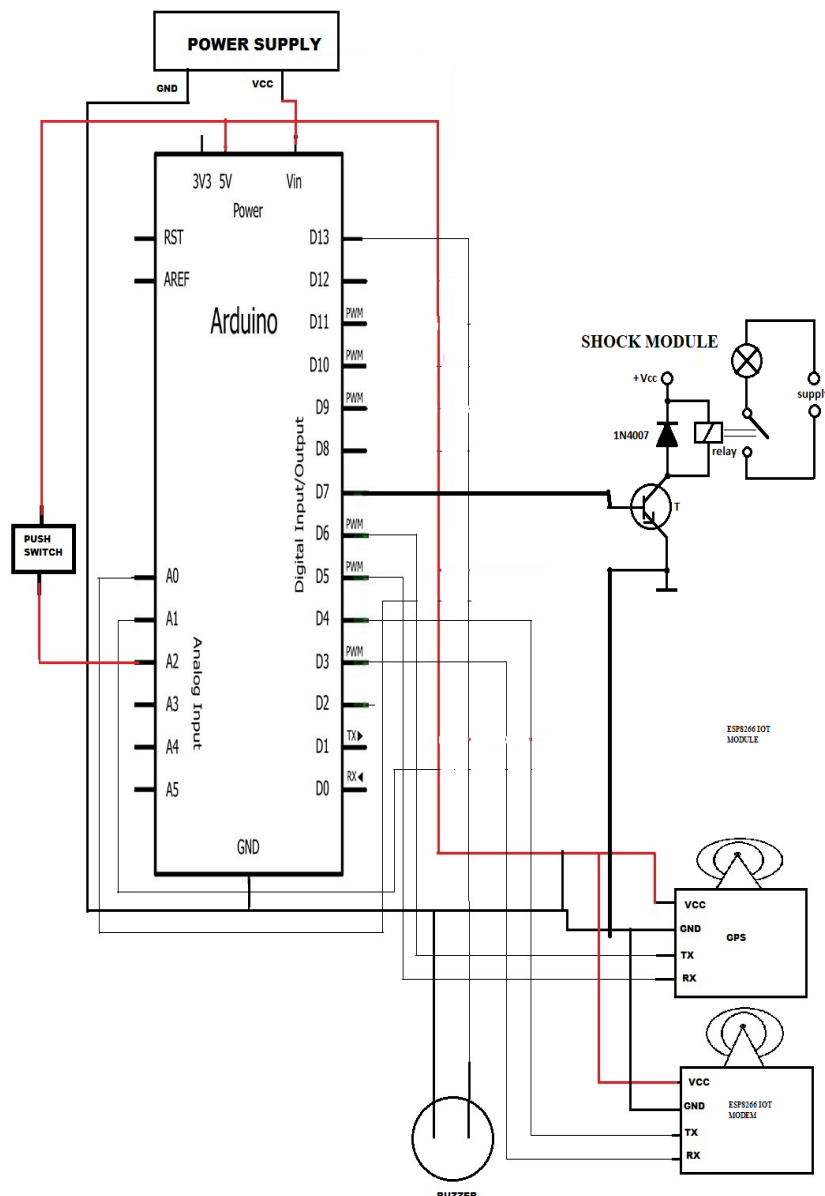 POWER SUPPLY
GND
VCC
3V3 5V Vin
Power
RST
AREF
Arduino
D13
D12
PWM
D11
PWM
D10
PWM
D9
D8
D7
PWM
D6
PWM
D5
D4
PWM
D3
D2
TX
D1
RX
D0
Digital Input/Output
PUSH
SWITCH
A0
A1
A2
A3
A4
A5
Analog Input
GND
SHOCK MODULE
+Vcc
1N4007
relay
T
ESP8266 IOT
MODULE
VCC
GND
GPS
TX
RX
VCC
GND
ESP8266 IOT
MODEM
TX
RX
BUZZER